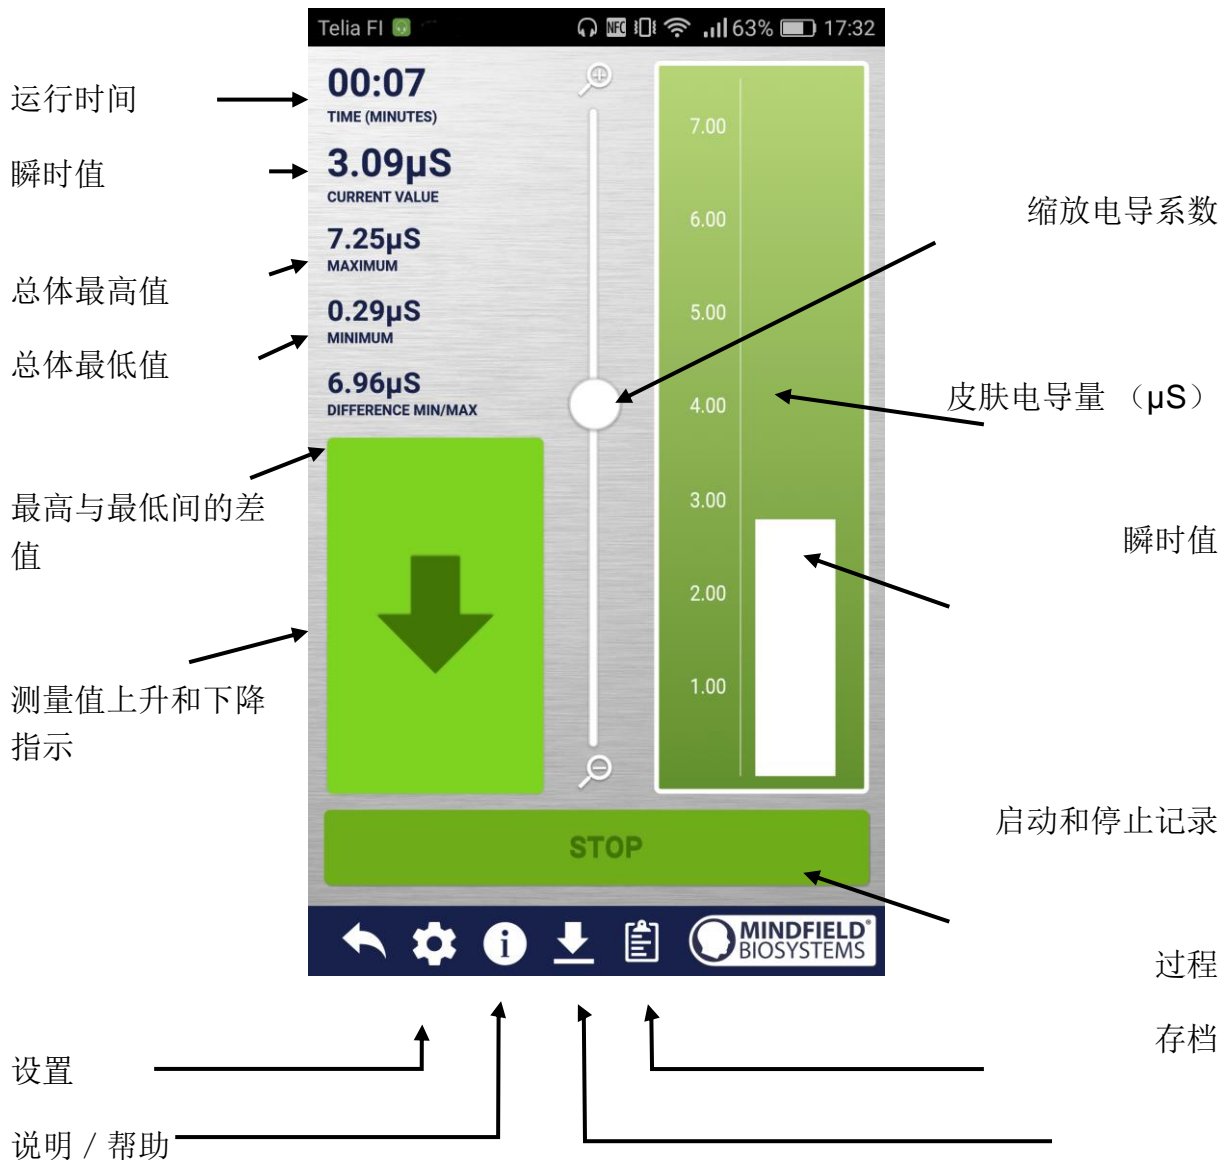 Telia FI
NFC
63%
17:32
运行时间
00:07
TIME (MINUTES)
瞬时值
3.09µS
CURRENT VALUE
7.25µS
MAXIMUM
总体最高值
0.29µS
MINIMUM
总体最低值
6.96µS
DIFFERENCE MIN/MAX
最高与最低间的差
值
测量值上升和下降
指示
7.00
6.00
5.00
4.00
3.00
2.00
1.00
缩放电导系数
皮肤电导量 （µS）
瞬时值
启动和停止记录
STOP
MINDFIELD®
BIOSYSTEMS
过程
存档
设置
说明 / 帮助